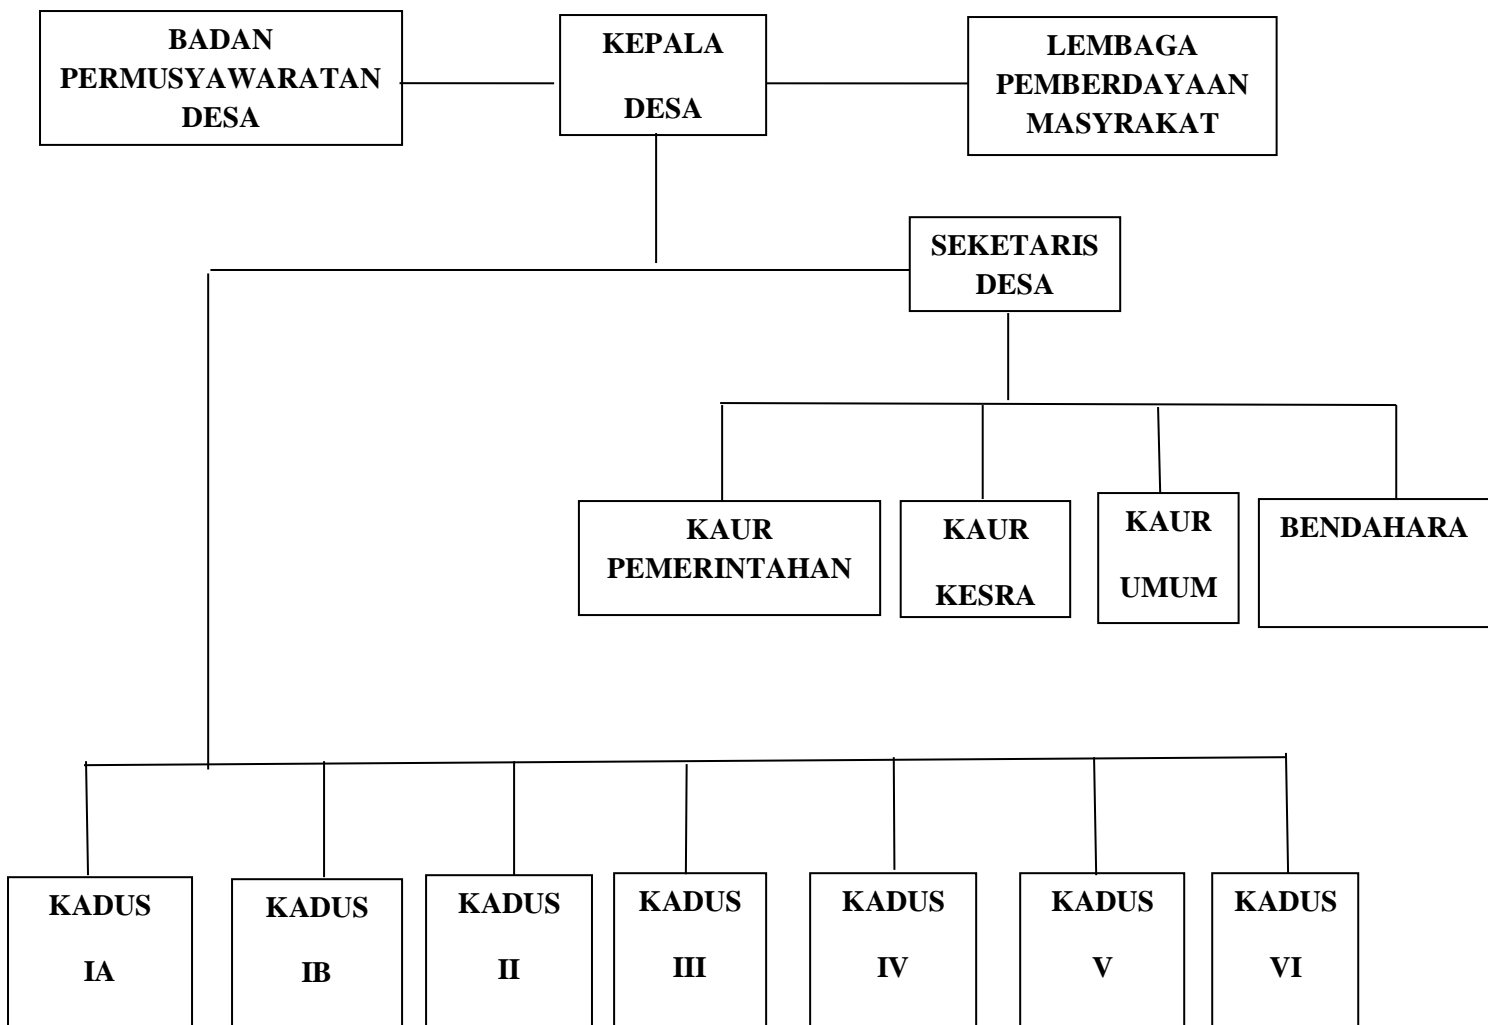 BADAN
PERMUSYAWARATAN
DESA
KEPALA
DESA
LEMBAGA
PEMBERDAYAAN
MASYRAKAT
SEKETARIS
DESA
KAUR
PEMERINTAHAN
KAUR
KESRA
KAUR
UMUM
BENDAHARA
KADUS
IA
KADUS
IB
KADUS
II
KADUS
III
KADUS
IV
KADUS
V
KADUS
VI